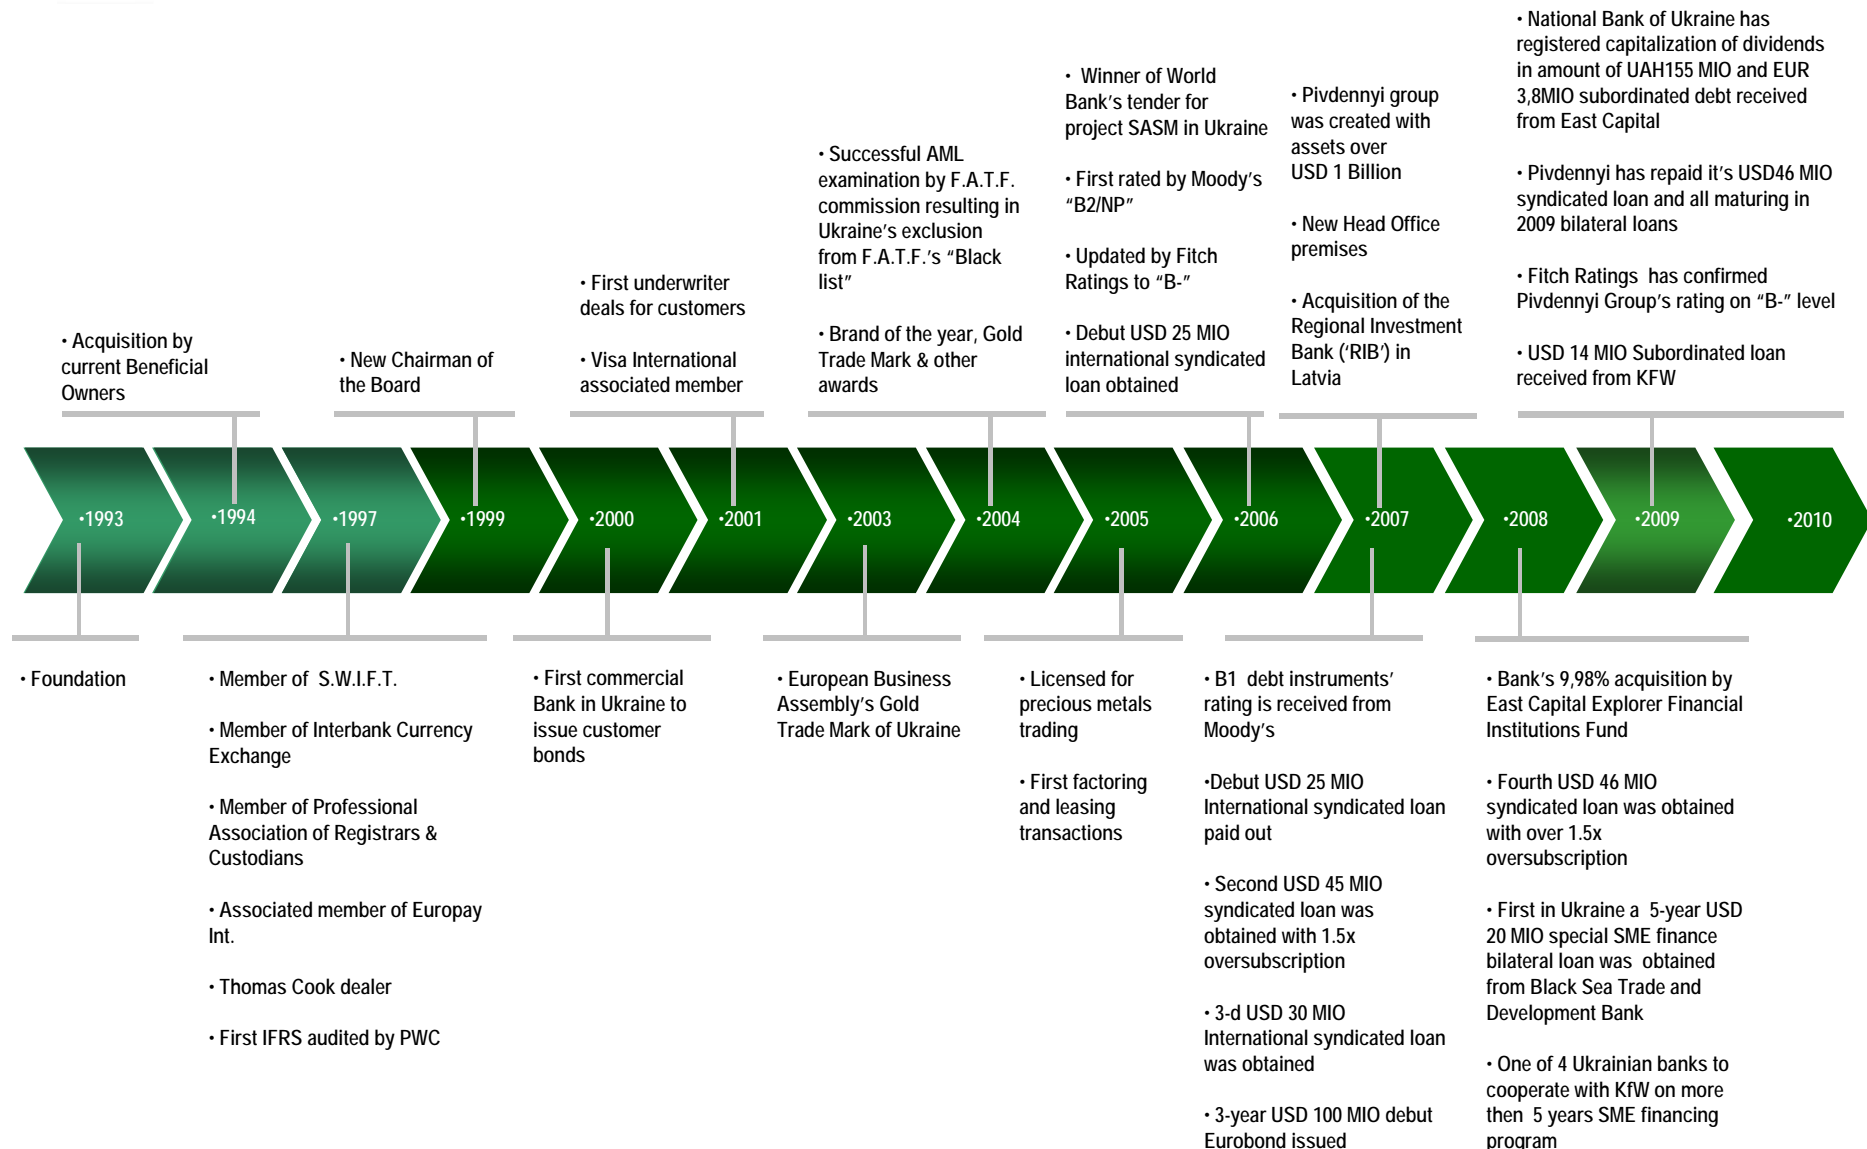 • Acquisition by
current Beneficial
Owners
• New Chairman of
the Board
• First underwriter
deals for customers
• Visa International
associated member
• Successful AML
examination by F.A.T.F.
commission resulting in
Ukraine's exclusion
from F.A.T.F.'s “Black
list”
• Brand of the year, Gold
Trade Mark & other
awards
• Winner of World
Bank's tender for
project SASM in Ukraine
• First rated by Moody's
“B2/NP”
• Updated by Fitch
Ratings to “B-”
• Debut USD 25 MIO
international syndicated
loan obtained
• Pivdennyi group
was created with
assets over
USD 1 Billion
• New Head Office
premises
• Acquisition of the
Regional Investment
Bank (‘RIB’) in
Latvia
• National Bank of Ukraine has
registered capitalization of dividends
in amount of UAH155 MIO and EUR
3,8MIO subordinated debt received
from East Capital
• Pivdennyi has repaid it's USD46 MIO
syndicated loan and all maturing in
2009 bilateral loans
• Fitch Ratings has confirmed
Pivdennyi Group's rating on “B-” level
• USD 14 MIO Subordinated loan
received from KFW
•1993
•1994
•1997
•1999
•2000
•2001
•2003
•2004
•2005
•2006
•2007
•2008
•2009
•2010
• Foundation
• Member of S.W.I.F.T.
• Member of Interbank Currency
Exchange
• Member of Professional
Association of Registrars &
Custodians
• Associated member of Europay
Int.
• Thomas Cook dealer
• First IFRS audited by PWC
• First commercial
Bank in Ukraine to
issue customer
bonds
• European Business
Assembly's Gold
Trade Mark of Ukraine
• Licensed for
precious metals
trading
• First factoring
and leasing
transactions
• B1 debt instruments'
rating is received from
Moody's
•Debut USD 25 MIO
International syndicated loan
paid out
• Second USD 45 MIO
syndicated loan was
obtained with 1.5x
oversubscription
• 3-d USD 30 MIO
International syndicated loan
was obtained
• 3-year USD 100 MIO debut
Eurobond issued
• Bank's 9,98% acquisition by
East Capital Explorer Financial
Institutions Fund
• Fourth USD 46 MIO
syndicated loan was obtained
with over 1.5x
oversubscription
• First in Ukraine a 5-year USD
20 MIO special SME finance
bilateral loan was obtained
from Black Sea Trade and
Development Bank
• One of 4 Ukrainian banks to
cooperate with KfW on more
then 5 years SME financing
program